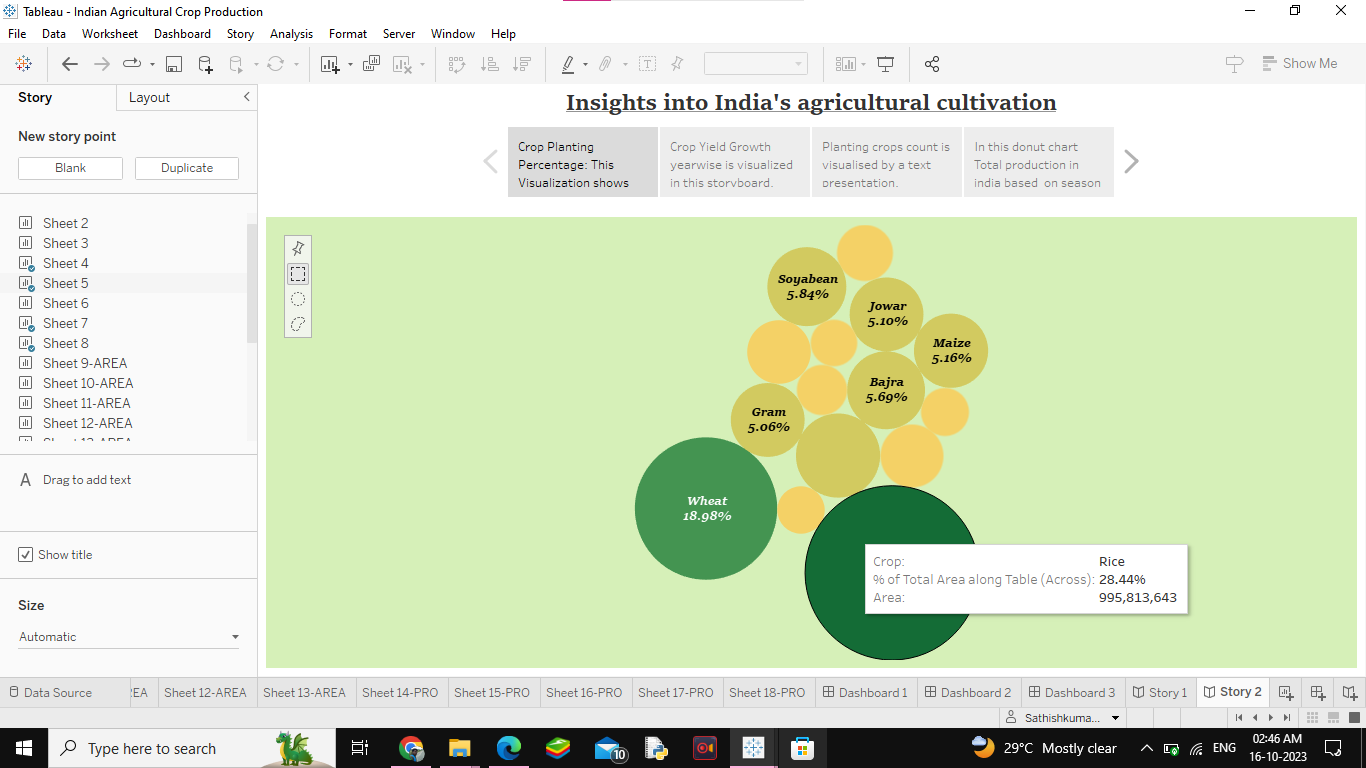 Tableau - Indian Agricultural Crop Production
File Data Worksheet Dashboard Story Analysis Format Server Window Help
Show Me
Story Layout
New story point
Blank Duplicate
Sheet 2
Sheet 3
Sheet 4
Sheet 5
Sheet 6
Sheet 7
Sheet 8
Sheet 9-AREA
Sheet 10-AREA
Sheet 11-AREA
Sheet 12-AREA
Sheet 13-AREA
A Drag to add text
Show title
Size
Automatic
Insights into India's agricultural cultivation
Crop Planting
Percentage: This
Visualization shows
Crop Yield Growth
yearwise is visualized
in this storyboard.
Planting crops count is
visualised by a text
presentation.
In this donut chart
Total production in
india based on season
Soyabean
5.84%
Jowar
5.10%
Maize
5.16%
Bajra
5.69%
Gram
5.06%
Wheat
18.98%
Crop: Rice
% of Total Area along Table (Across): 28.44%
Area: 995,813,643
Data Source EA Sheet 12-AREA Sheet 13-AREA Sheet 14-PRO Sheet 15-PRO Sheet 16-PRO Sheet 17-PRO Sheet 18-PRO Dashboard 1 Dashboard 2 Dashboard 3 Story 1 Story 2
Sathishkuma...
Type here to search
10
29°C Mostly clear
ENG
02:46 AM
16-10-2023